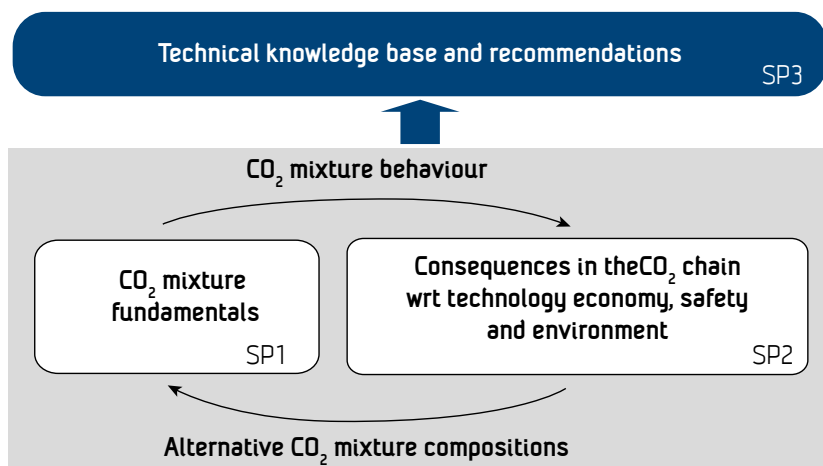 Technical knowledge base and recommendations
SP3
CO₂ mixture behaviour
CO₂ mixture
fundamentals
SP1
Consequences in theCO₂ chain
wrt technology economy, safety
and environment
SP2
Alternative CO₂ mixture compositions